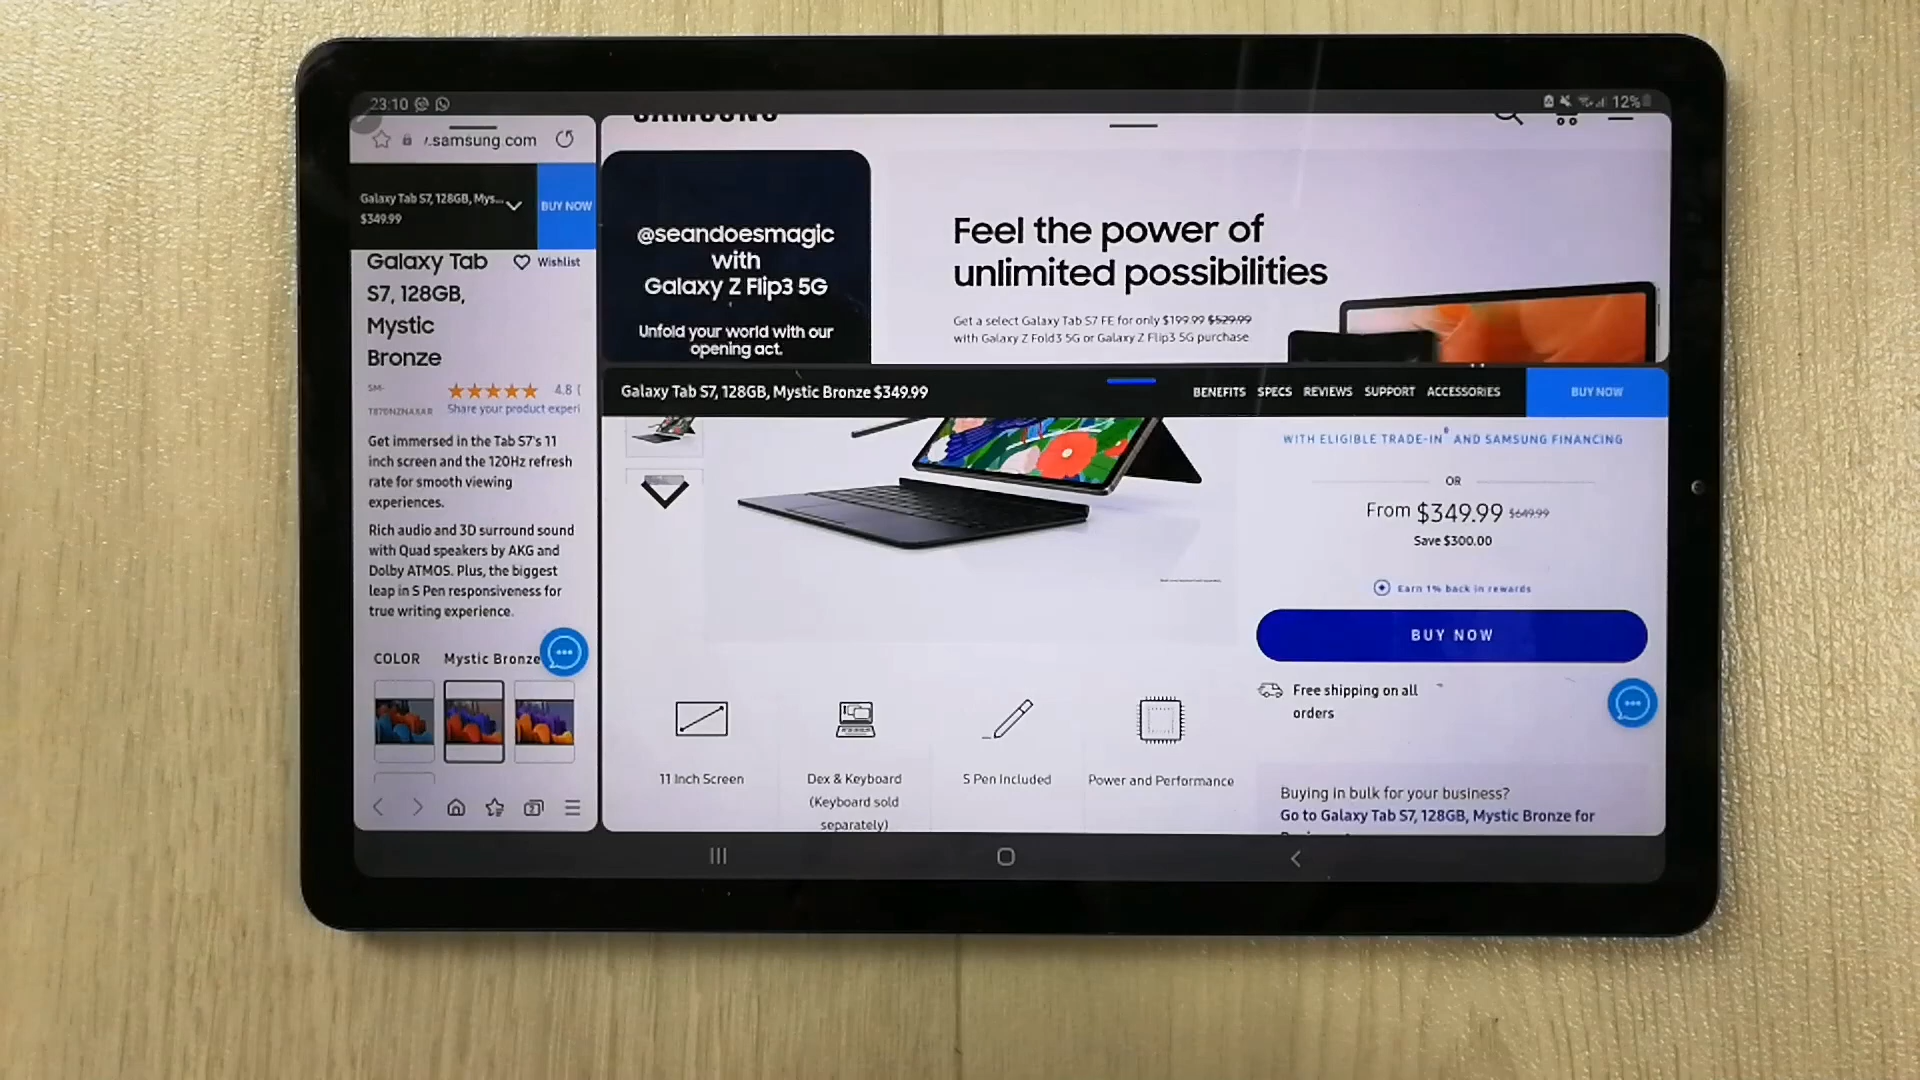 23:10
12%
.samsung.com
Galaxy Tab S7, 128GB, Mys...
$349.99
BUY NOW
Galaxy Tab
S7, 128GB,
Mystic
Bronze
Wishlist
SM-
T870NZNAXAR
4.8 (
Share your product experi
Get immersed in the Tab S7's 11
inch screen and the 120Hz refresh
rate for smooth viewing
experiences.
Rich audio and 3D surround sound
with Quad speakers by AKG and
Dolby ATMOS. Plus, the biggest
leap in S Pen responsiveness for
true writing experience.
COLOR Mystic Bronze
SAMSUNG
@seandoesmagic
with
Galaxy Z Flip3 5G
Unfold your world with our
opening act.
Feel the power of
unlimited possibilities
Get a select Galaxy Tab S7 FE for only $199.99 $529.99
with Galaxy Z Fold3 5G or Galaxy Z Flip3 5G purchase
Galaxy Tab S7, 128GB, Mystic Bronze $349.99
BENEFITS SPECS REVIEWS SUPPORT ACCESSORIES
BUY NOW
WITH ELIGIBLE TRADE-IN AND SAMSUNG FINANCING
OR
From $349.99 $649.99
Save $300.00
Earn 1% back in rewards
BUY NOW
Free shipping on all
orders
11 Inch Screen
Dex & Keyboard
(Keyboard sold
separately)
S Pen Included
Power and Performance
Buying in bulk for your business?
Go to Galaxy Tab S7, 128GB, Mystic Bronze for